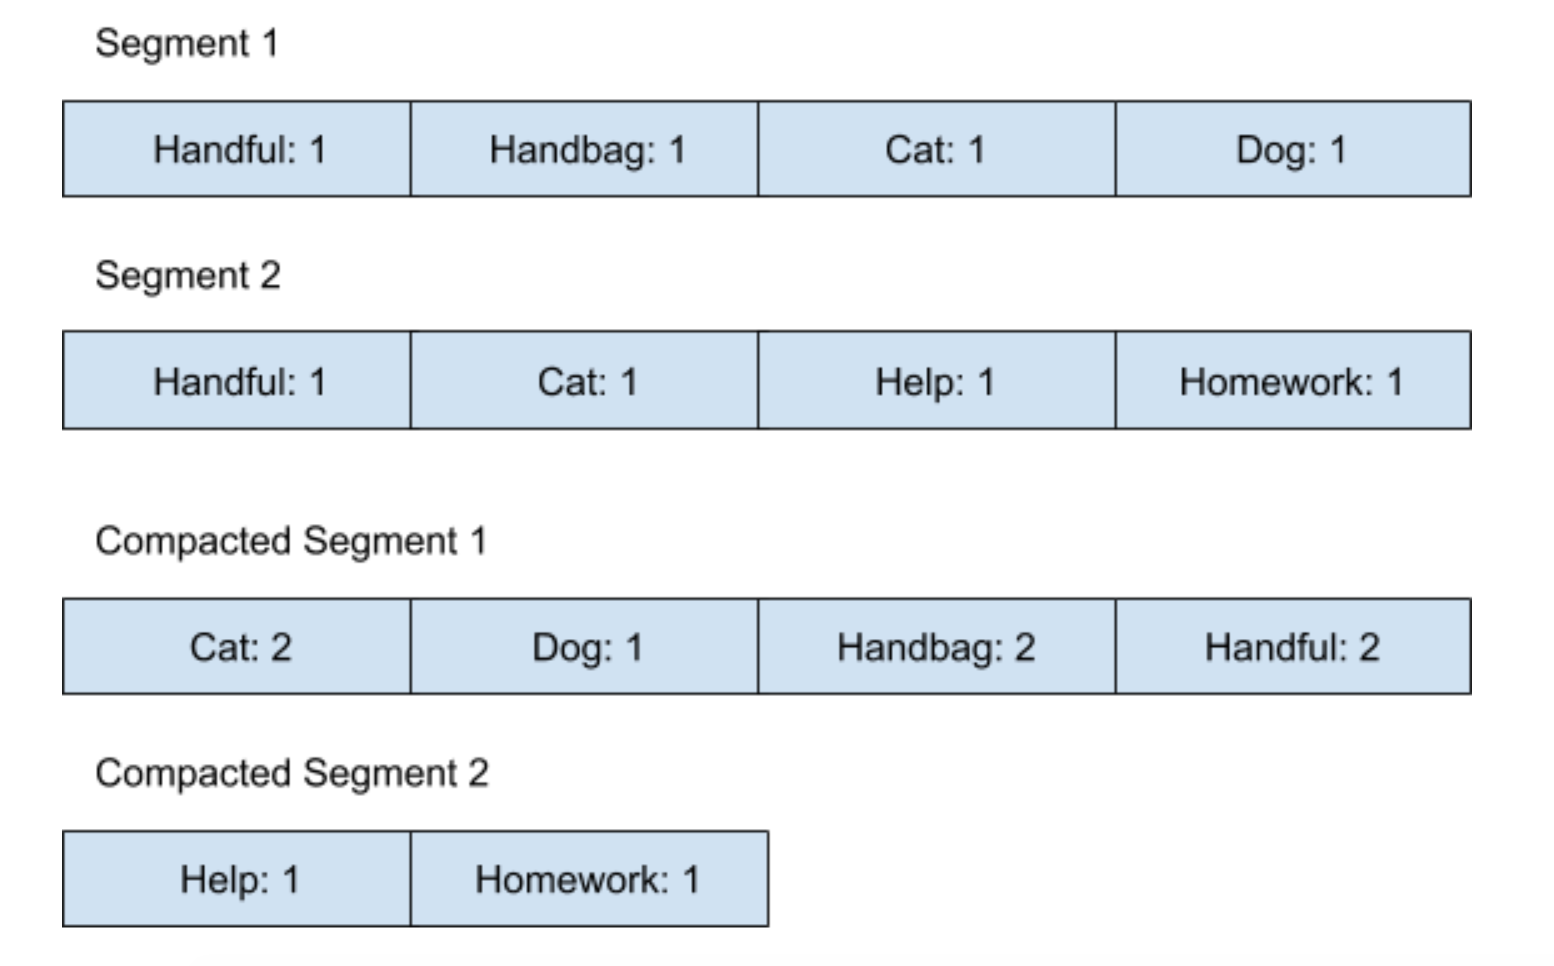 Segment 1
Handful: 1 Handbag: 1 Cat: 1 Dog: 1
Segment 2
Handful: 1 Cat: 1 Help: 1 Homework: 1
Compacted Segment 1
Cat: 2 Dog: 1 Handbag: 2 Handful: 2
Compacted Segment 2
Help: 1 Homework: 1